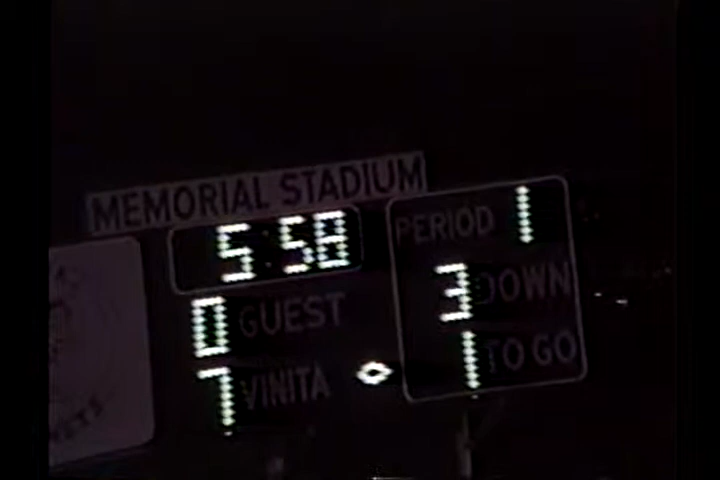 MEMORIAL STADIUM
5:58
PERIOD 1
3 DOWN
1 TO GO
0 GUEST
7 VINITA